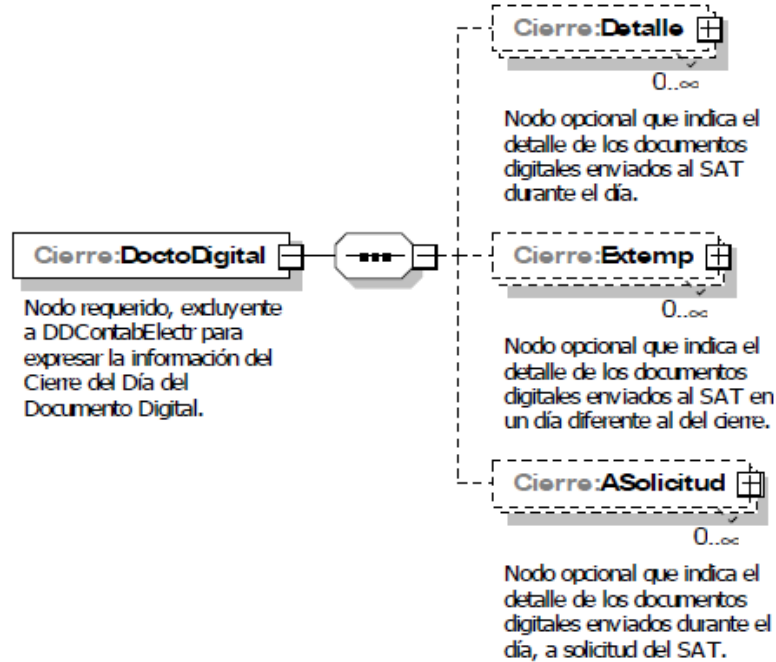 Cierre:Detalle
0..∞
Nodo opcional que indica el
detalle de los documentos
digitales enviados al SAT
durante el día.
Cierre:DoctoDigital
Nodo requerido, excluyente
a DDContabElectr para
expresar la información del
Cierre del Día del
Documento Digital.
Cierre:Extemp
0..∞
Nodo opcional que indica el
detalle de los documentos
digitales enviados al SAT en
un día diferente al del cierre.
Cierre:ASolicitud
0..∞
Nodo opcional que indica el
detalle de los documentos
digitales enviados durante el
día, a solicitud del SAT.